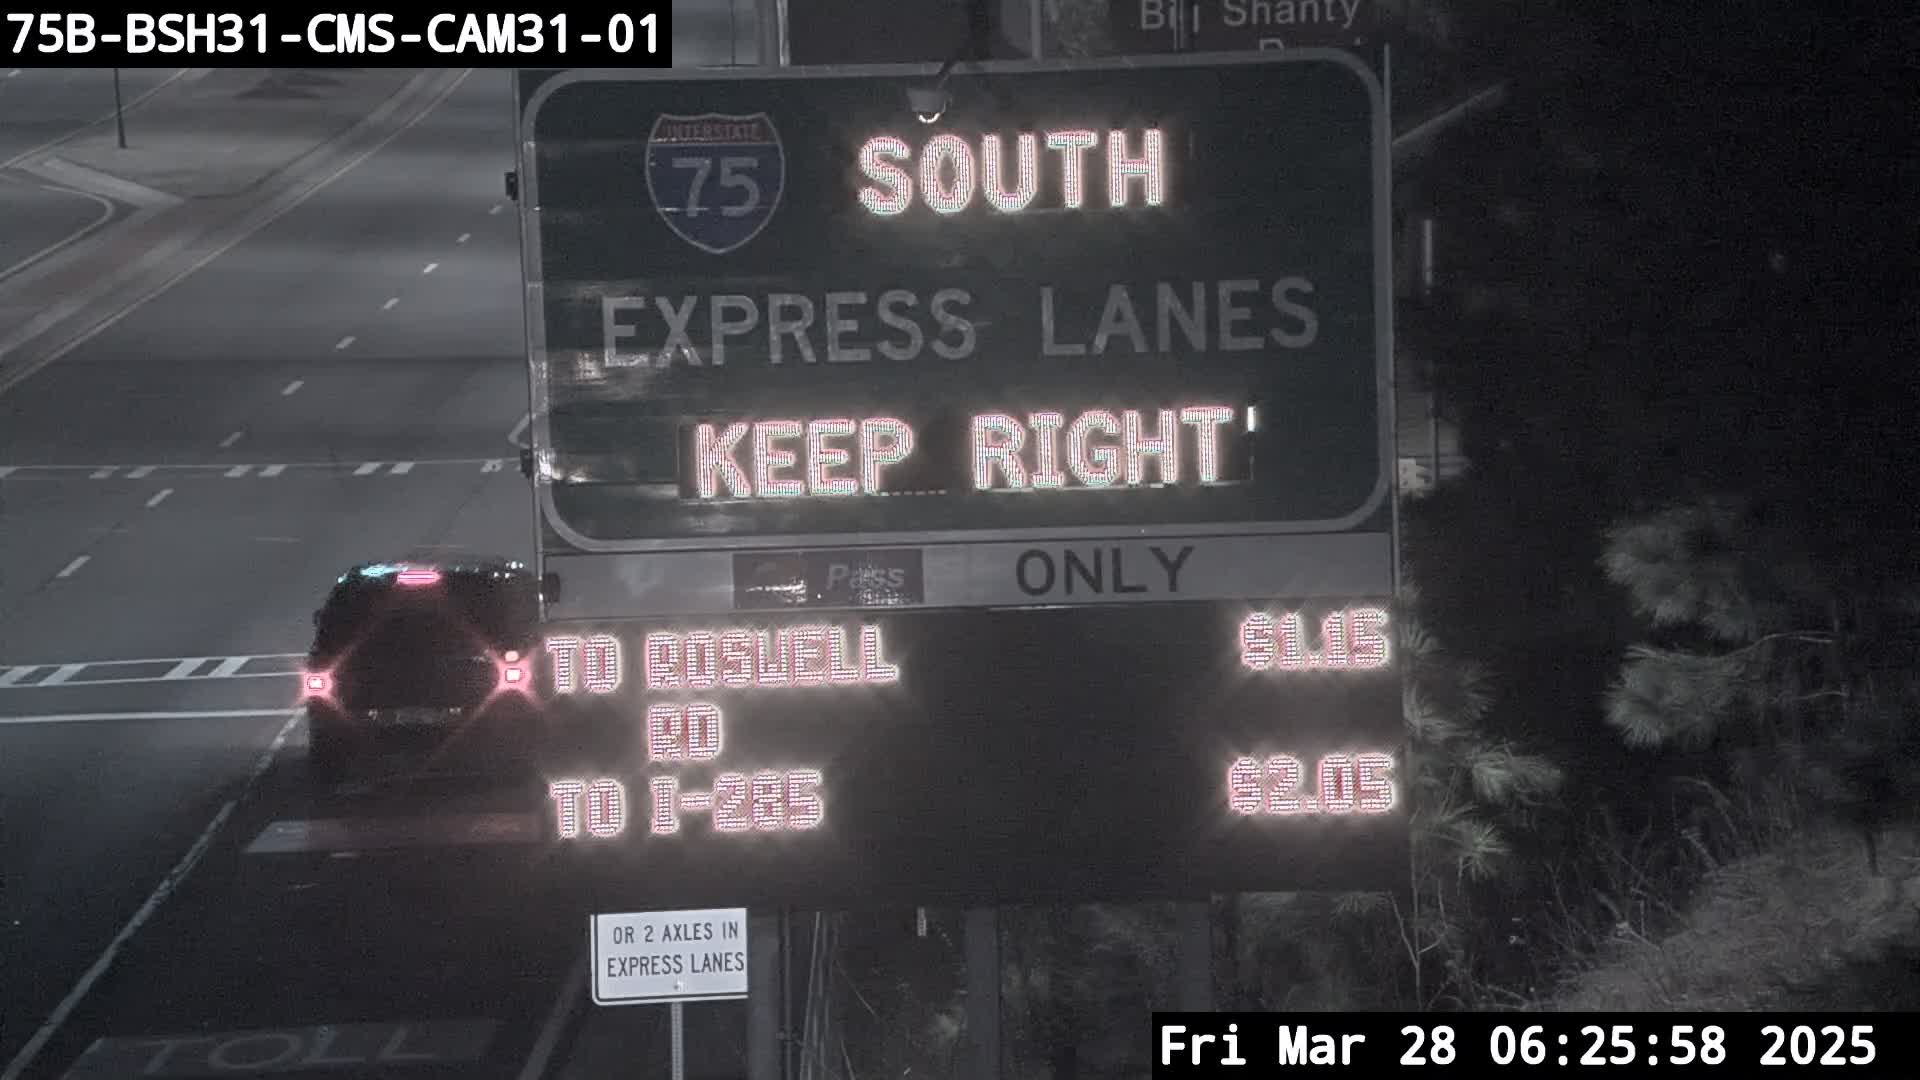 75B-BSH31-CMS-CAM31-01
Shanty
INTERSTATE
75
SOUTH
EXPRESS LANES
KEEP RIGHT
Pass ONLY
TO ROSWELL $1.15
RD
TO I-285 $2.05
OR 2 AXLES IN
EXPRESS LANES
TOLL
Fri Mar 28 06:25:58 2025